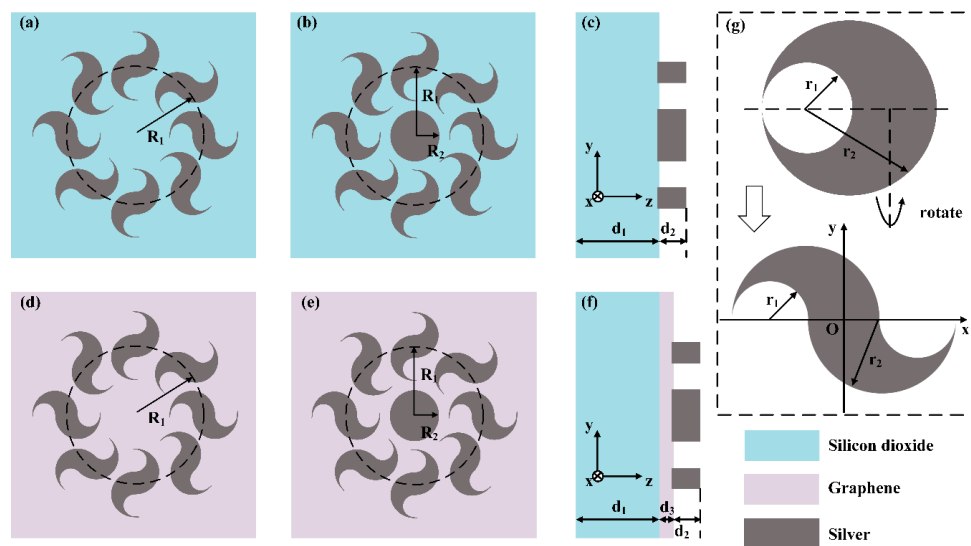 (a)
R1
(b)
R1
R2
(c)
y
x
z
d1
d2
(d)
R1
(e)
R1
R2
(f)
y
x
z
d1
d3
d2
(g)
r1
r2
rotate
y
r1
O
x
r2
Silicon dioxide
Graphene
Silver